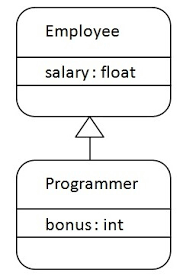 Employee
salary: float
Programmer
bonus: int